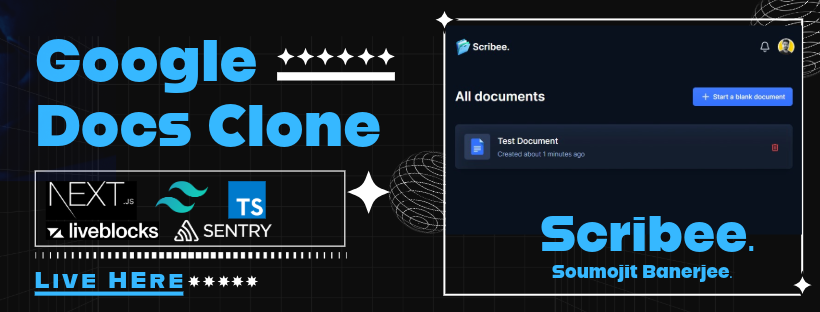 Google
Docs Clone
NEXT.JS
TS
liveblocks
SENTRY
LIVE HERE
Scribee.
All documents
+ Start a blank document
Test Document
Created about 1 minutes ago
Scribee.
Soumojit Banerjee.